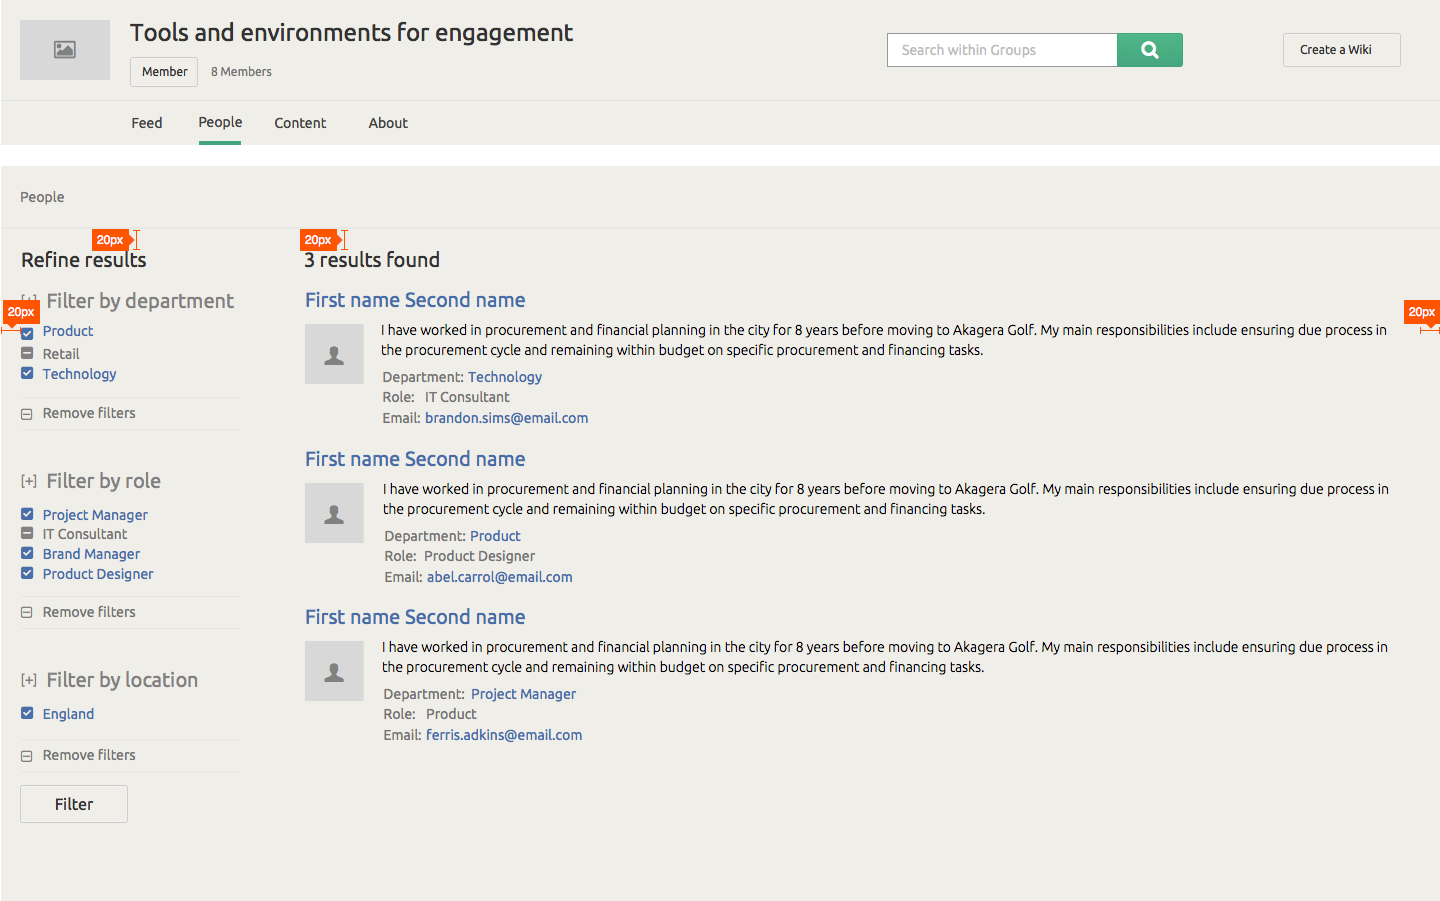 Tools and environments for engagement
Member
8 Members
Search within Groups
Create a Wiki
Feed
People
Content
About
People
20px
20px
Refine results
[+] Filter by department
20px
Product
Retail
Technology
Remove filters
[+] Filter by role
Project Manager
IT Consultant
Brand Manager
Product Designer
Remove filters
[+] Filter by location
England
Remove filters
Filter
3 results found
First name Second name
20px
I have worked in procurement and financial planning in the city for 8 years before moving to Akagera Golf. My main responsibilities include ensuring due process in
the procurement cycle and remaining within budget on specific procurement and financing tasks.
Department: Technology
Role: IT Consultant
Email: brandon.sims@email.com
First name Second name
I have worked in procurement and financial planning in the city for 8 years before moving to Akagera Golf. My main responsibilities include ensuring due process in
the procurement cycle and remaining within budget on specific procurement and financing tasks.
Department: Product
Role: Product Designer
Email: abel.carrol@email.com
First name Second name
I have worked in procurement and financial planning in the city for 8 years before moving to Akagera Golf. My main responsibilities include ensuring due process in
the procurement cycle and remaining within budget on specific procurement and financing tasks.
Department: Project Manager
Role: Product
Email: ferris.adkins@email.com